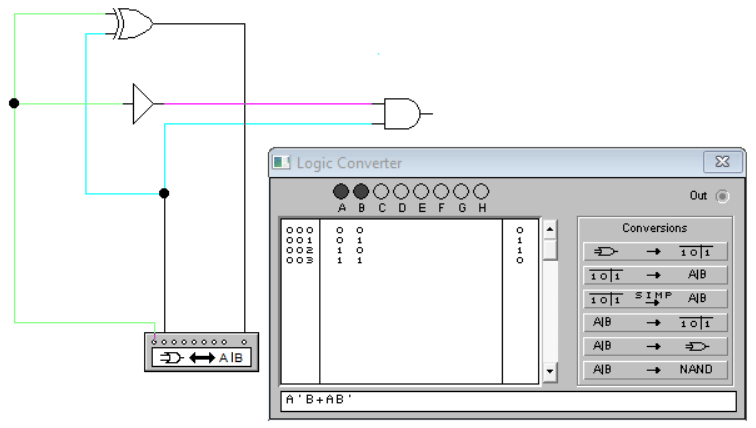 Logic Converter
Out
A B C D E F G H
000 0 0 0
001 0 1 1
002 1 0 1
003 1 1 0
Conversions
→ 1 0 1
1 0 1 → A|B
1 0 1 SIMP → A|B
A|B → 1 0 1
A|B →
A|B → NAND
A'B+AB'
A|B